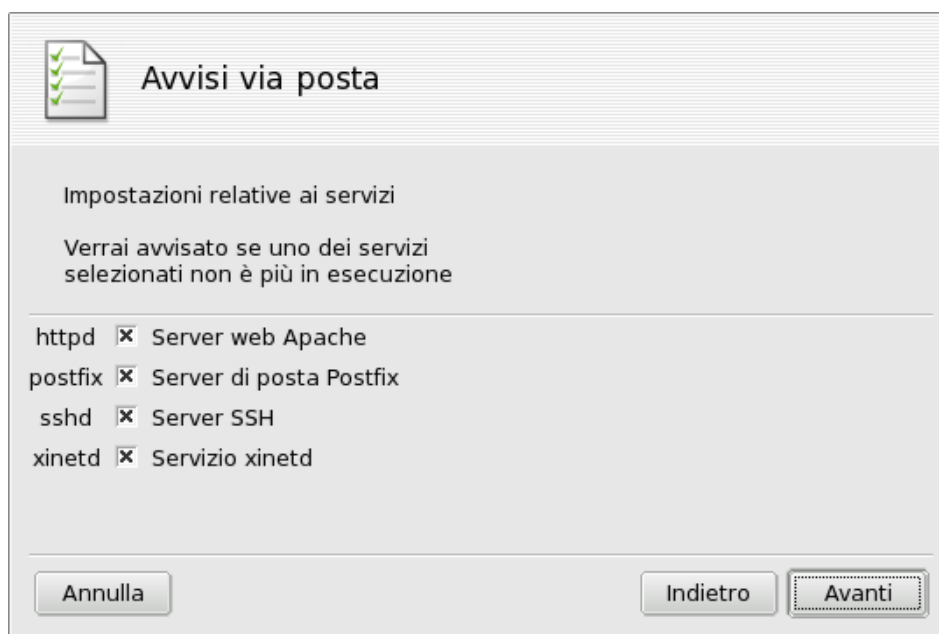 Avvisi via posta
Impostazioni relative ai servizi
Verrai avvisato se uno dei servizi
selezionati non è più in esecuzione
httpd Server web Apache
postfix Server di posta Postfix
sshd Server SSH
xinetd Servizio xinetd
Annulla Indietro Avanti